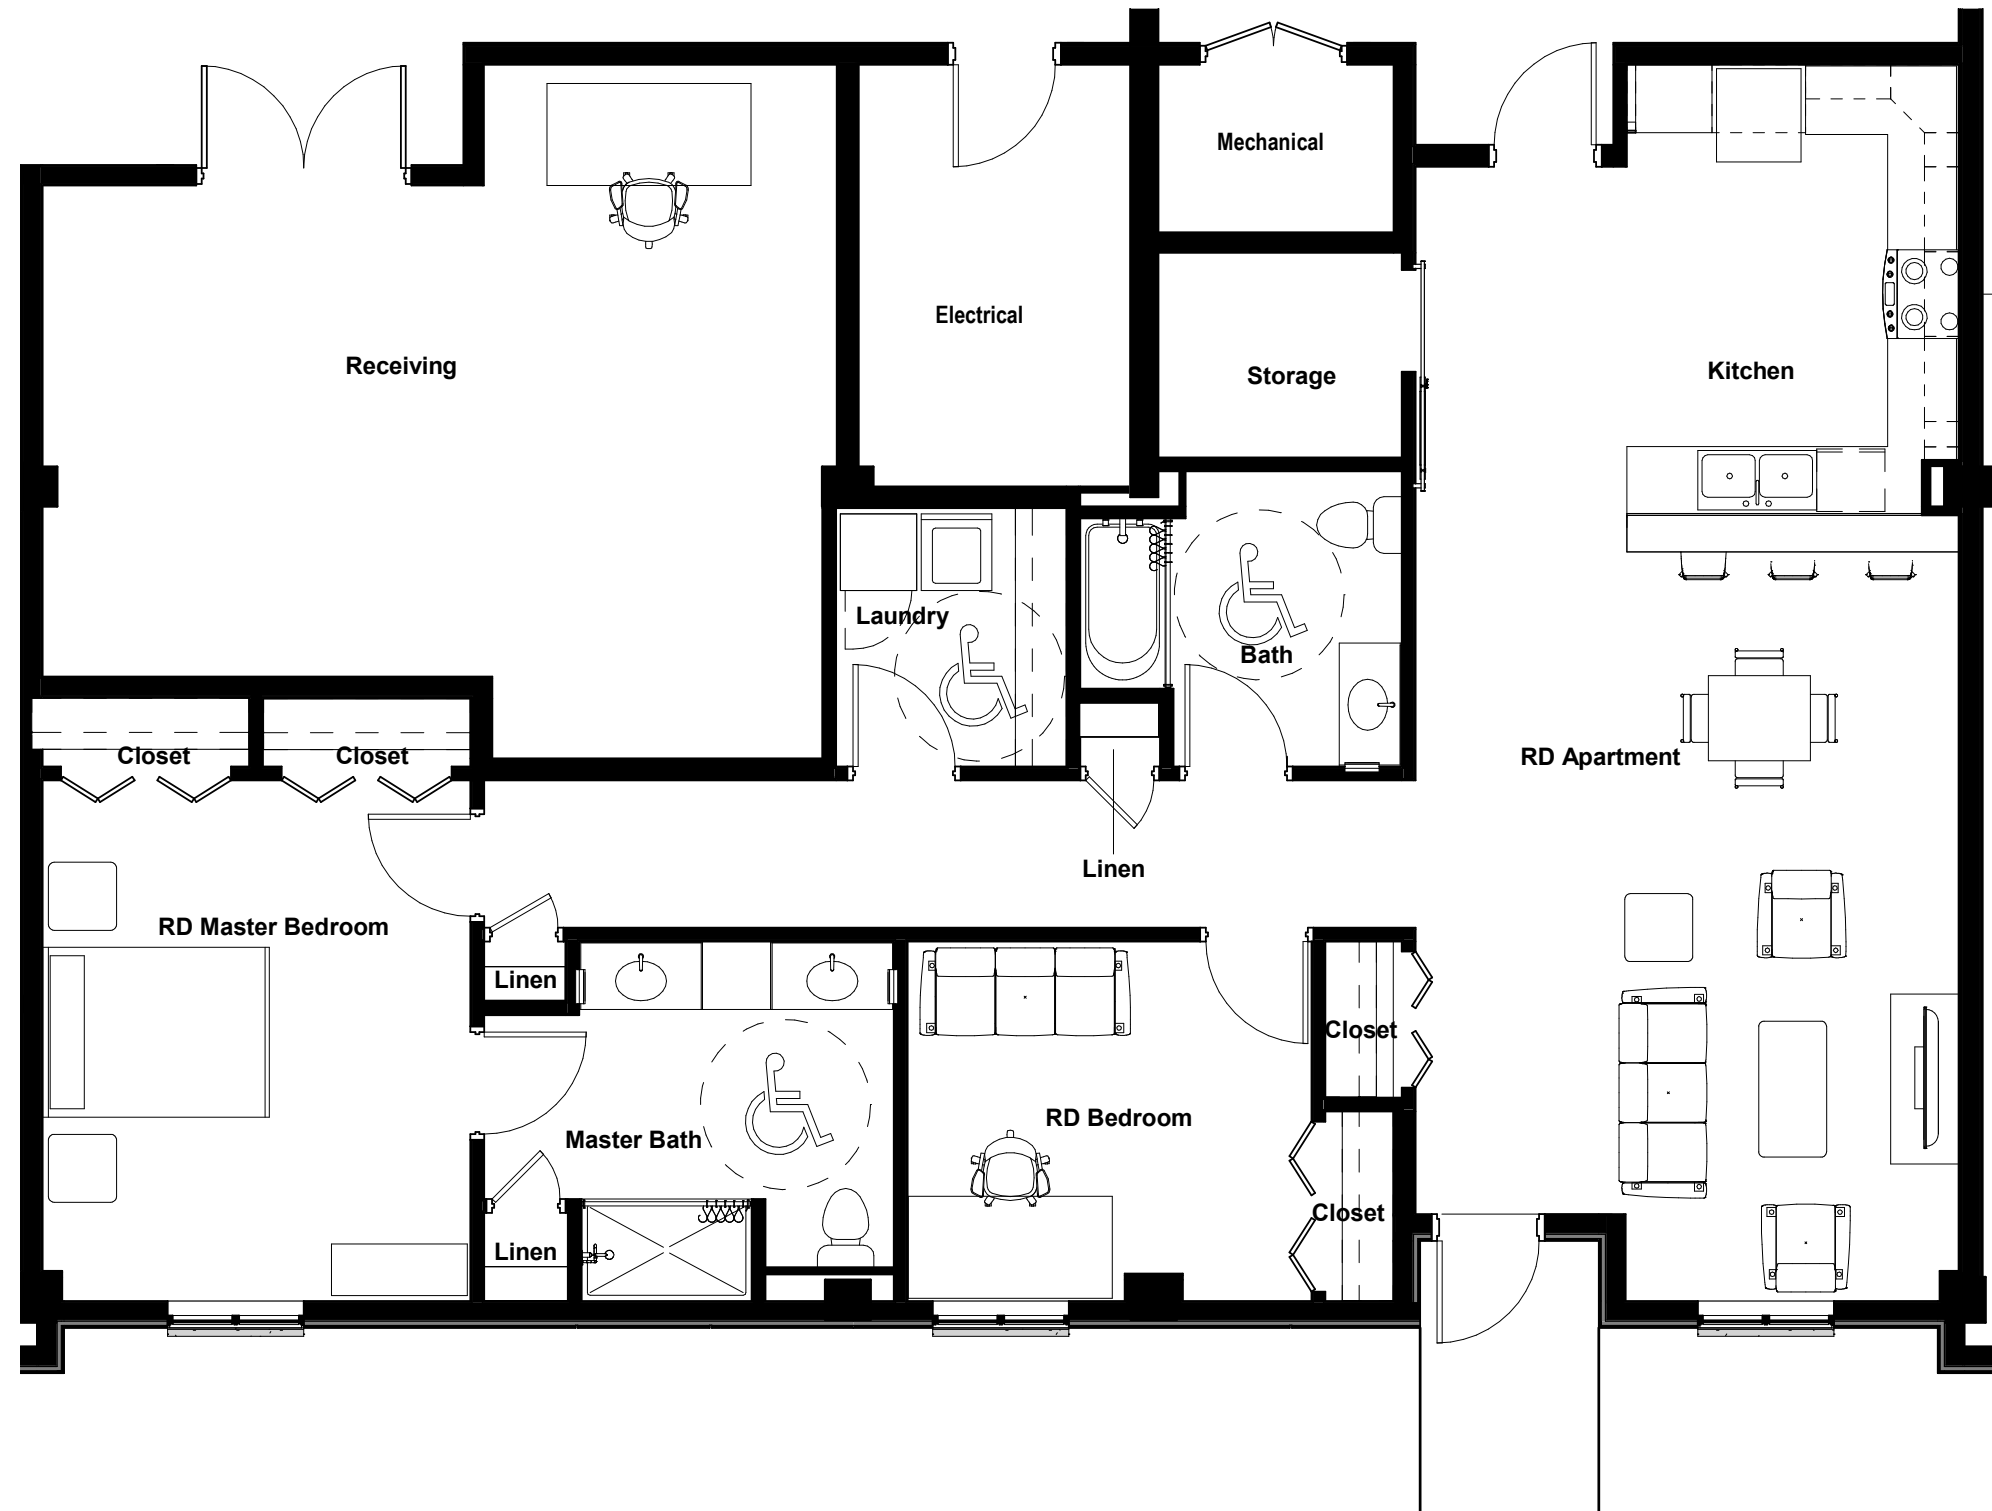 Mechanical
Electrical
Receiving
Storage
Kitchen
Laundry
Bath
Closet
Closet
RD Apartment
Linen
RD Master Bedroom
Linen
Closet
RD Bedroom
Master Bath
Closet
Linen